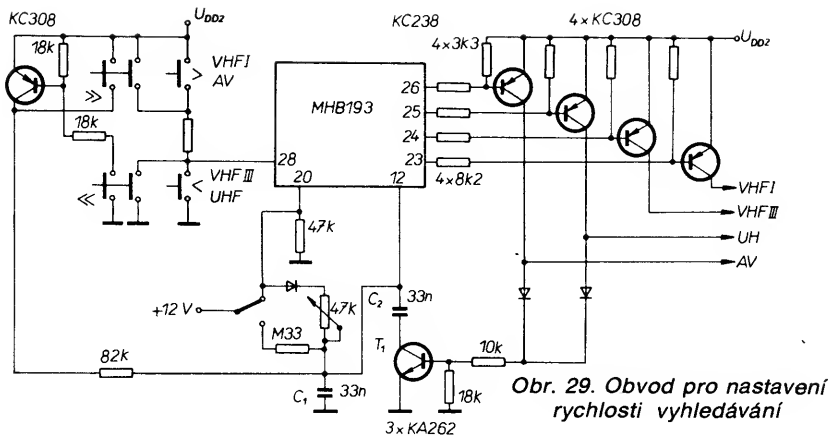 KC308
U_DD2
KC238
4×KC308
U_DD2
18k
VHF I
AV
>
≫
4×3k3
MHB193
26
25
24
23
18k
28
20
12
VHF III
UHF
<
≪
4×8k2
VHF I
VHF III
UH
AV
47k
+12 V
47k
C₂
33n
M33
T₁
10k
82k
C₁
33n
18k
3×KA262
Obr. 29. Obvod pro nastavení
rychlosti vyhledávání